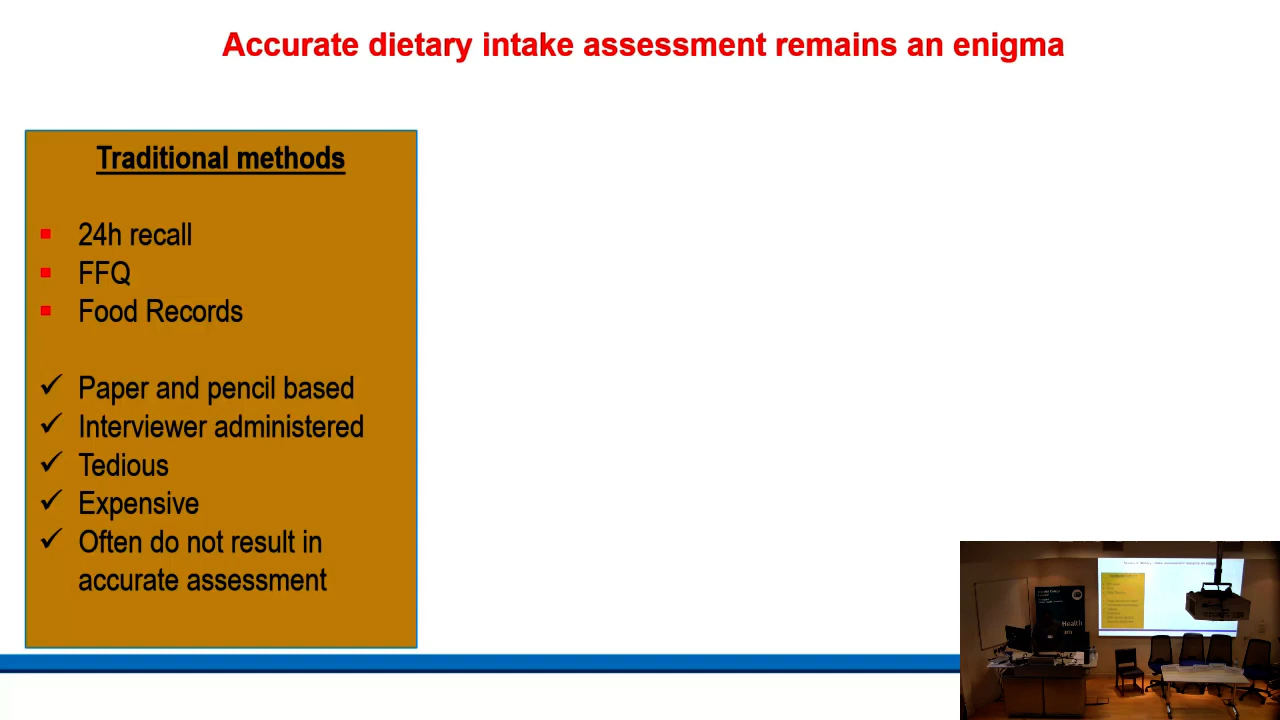 Accurate dietary intake assessment remains an enigma
Traditional methods
24h recall
FFQ
Food Records
Paper and pencil based
Interviewer administered
Tedious
Expensive
Often do not result in
accurate assessment
Health